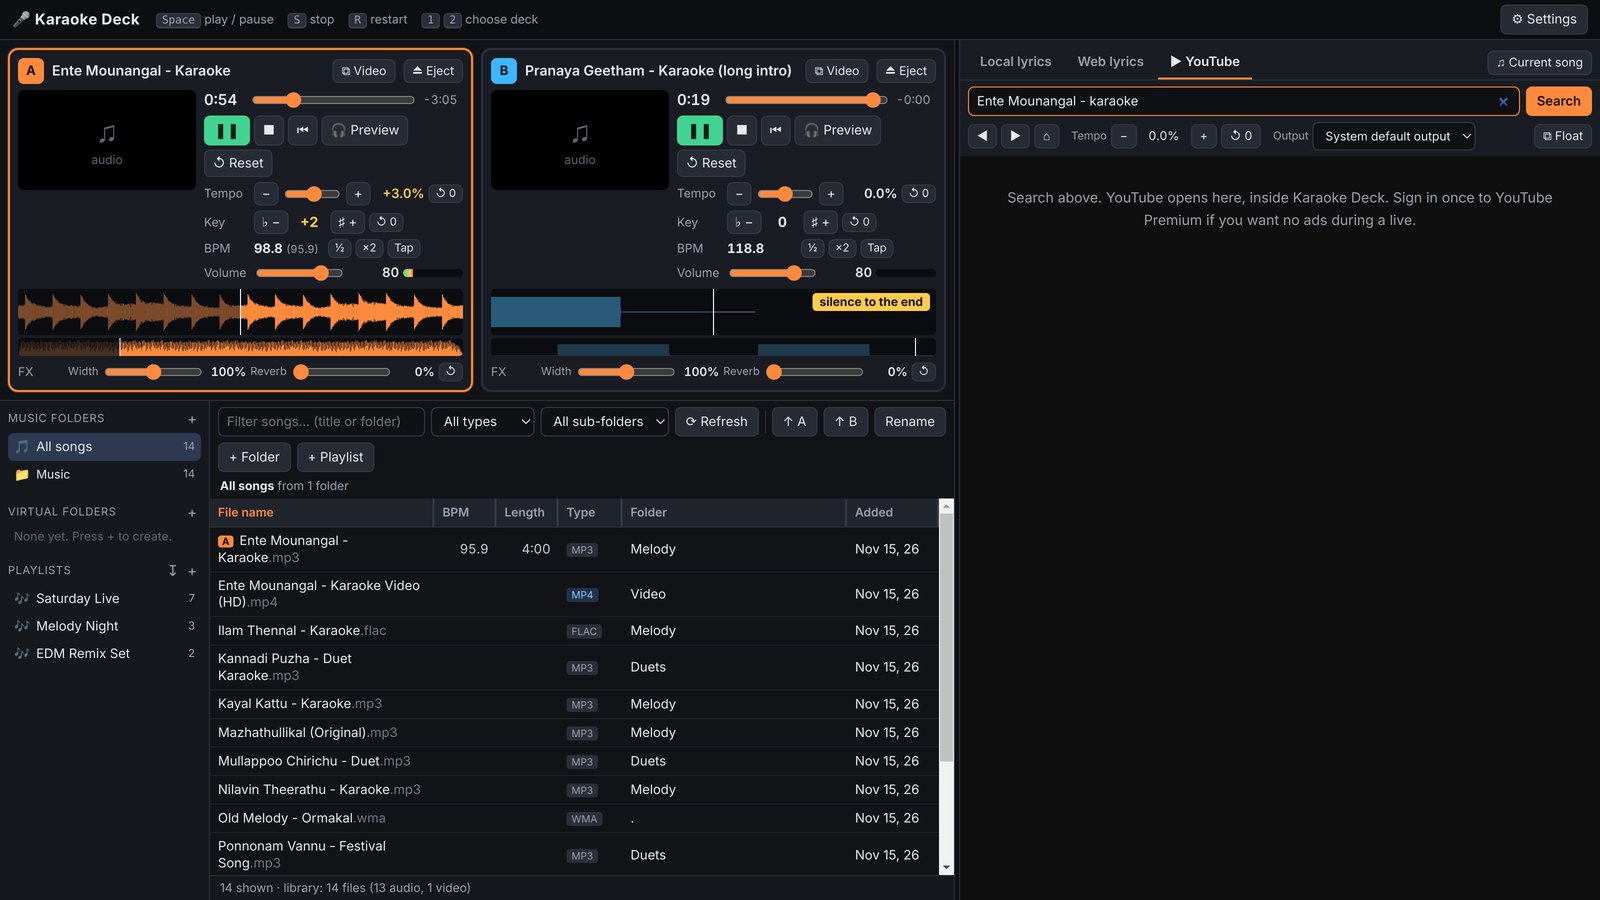 🎤 Karaoke Deck Space play / pause S stop R restart 1 2 choose deck ⚙ Settings
A Ente Mounangal - Karaoke ⧉ Video ⏏ Eject
0:54 -3:05
♫ audio
❚❚ ■ ⏮ 🎧 Preview
↺ Reset
Tempo − + +3.0% ↺ 0
Key ♭ − +2 ♯ + ↺ 0
BPM 98.8 (95.9) ½ ×2 Tap
Volume 80
FX Width 100% Reverb 0% ↺
B Pranaya Geetham - Karaoke (long intro) ⧉ Video ⏏ Eject
0:19 -0:00
♫ audio
❚❚ ■ ⏮ 🎧 Preview
↺ Reset
Tempo − + 0.0% ↺ 0
Key ♭ − 0 ♯ + ↺ 0
BPM 118.8 ½ ×2 Tap
Volume 80
silence to the end
FX Width 100% Reverb 0% ↺
MUSIC FOLDERS +
🎵 All songs 14
📁 Music 14
VIRTUAL FOLDERS +
None yet. Press + to create.
PLAYLISTS ↧ +
🎶 Saturday Live 7
🎶 Melody Night 3
🎶 EDM Remix Set 2
Filter songs... (title or folder) All types All sub-folders ⟳ Refresh ↑ A ↑ B Rename
+ Folder + Playlist
All songs from 1 folder
File name BPM Length Type Folder Added
A Ente Mounangal -
Karaoke.mp3 95.9 4:00 MP3 Melody Nov 15, 26
Ente Mounangal - Karaoke Video
(HD).mp4 MP4 Video Nov 15, 26
Ilam Thennal - Karaoke.flac FLAC Melody Nov 15, 26
Kannadi Puzha - Duet
Karaoke.mp3 MP3 Duets Nov 15, 26
Kayal Kattu - Karaoke.mp3 MP3 Melody Nov 15, 26
Mazhathullikal (Original).mp3 MP3 Melody Nov 15, 26
Mullappoo Chirichu - Duet.mp3 MP3 Duets Nov 15, 26
Nilavin Theerathu - Karaoke.mp3 MP3 Melody Nov 15, 26
Old Melody - Ormakal.wma WMA . Nov 15, 26
Ponnonam Vannu - Festival
Song.mp3 MP3 Duets Nov 15, 26
14 shown · library: 14 files (13 audio, 1 video)
Local lyrics Web lyrics ▶ YouTube ♫ Current song
Ente Mounangal - karaoke ✕ Search
◀ ▶ ⌂ Tempo − 0.0% + ↺ 0 Output System default output ⧉ Float
Search above. YouTube opens here, inside Karaoke Deck. Sign in once to YouTube
Premium if you want no ads during a live.